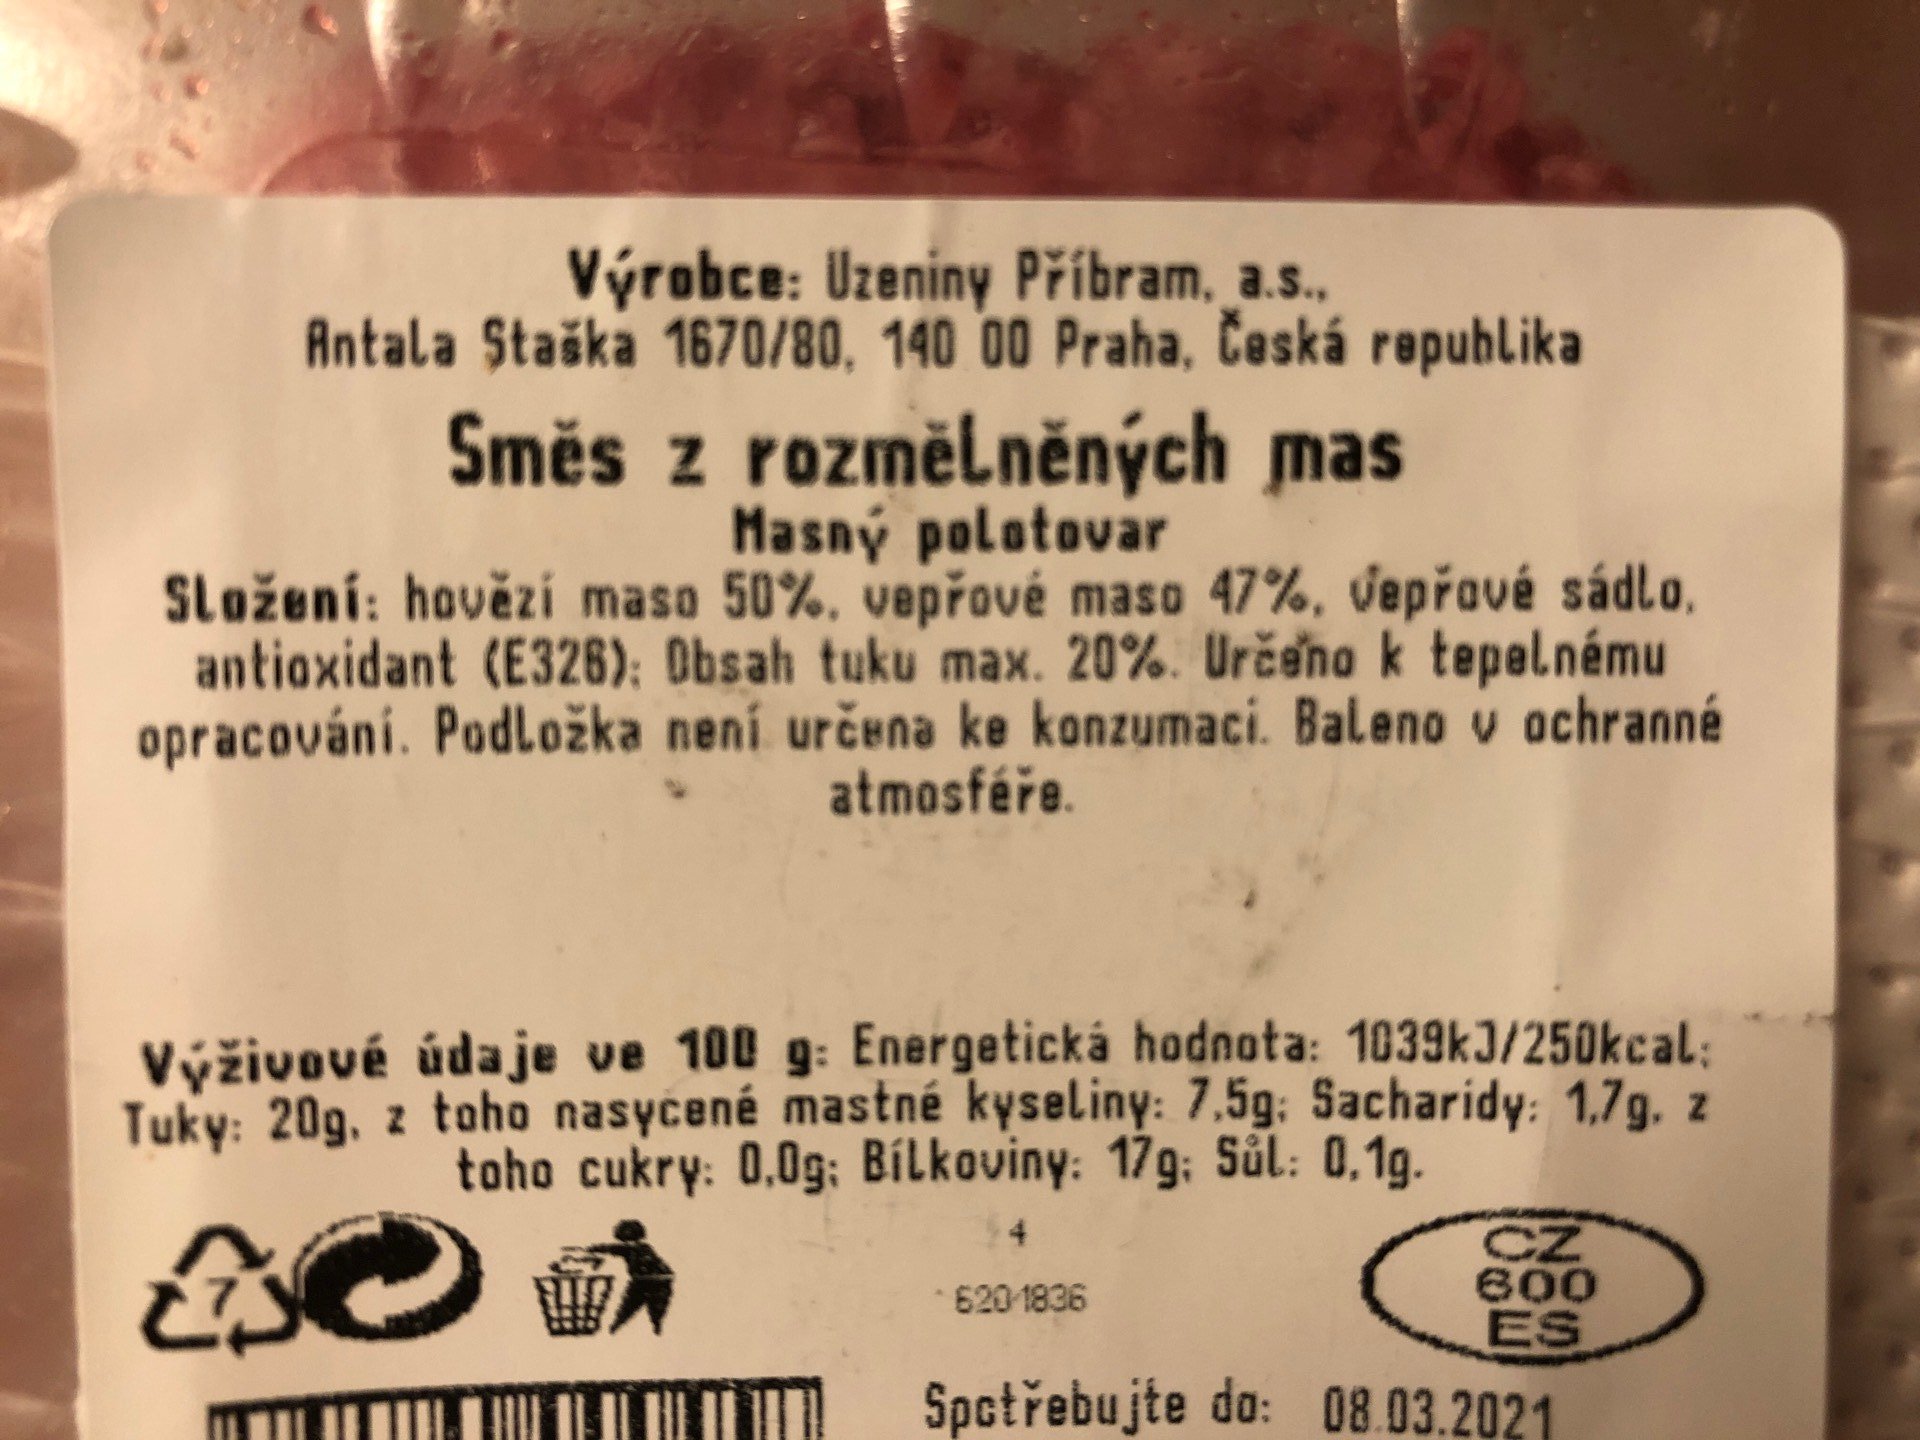 Výrobce: Uzeniny Příbram, a.s.,
Antala Staška 1670/80, 140 00 Praha, Česká republika
Směs z rozmělněných mas
Masný polotovar
Složení: hovězí maso 50%, vepřové maso 47%, vepřové sádlo,
antioxidant (E326); Obsah tuku max. 20%. Určeno k tepelnému
opracování. Podložka není určena ke konzumaci. Baleno v ochranné
atmosféře.
Výživové údaje ve 100 g: Energetická hodnota: 1039kJ/250kcal;
Tuky: 20g, z toho nasycené mastné kyseliny: 7,5g; Sacharidy: 1,7g, z
toho cukry: 0,0g; Bílkoviny: 17g; Sůl: 0,1g.
7
4
6201836
CZ
600
ES
Spotřebujte do: 08.03.2021